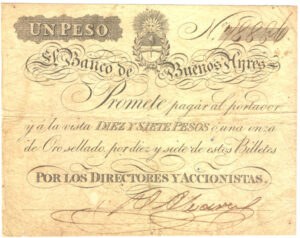 UN PESO.
N.
El Banco de Buenos Ayres
Promete pagar al portador
y á la vista DIEZ Y SIETE PESOS ó una onza
de Oro sellado, por diez y siete de estos Billetes
POR LOS DIRECTORES Y ACCIONISTAS.